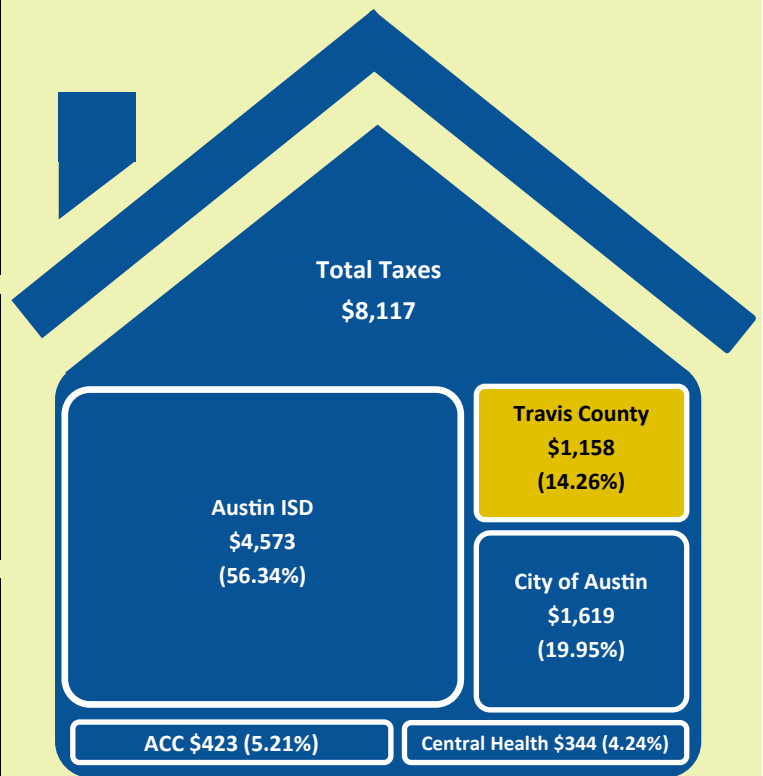 Total Taxes
$8,117
Austin ISD
$4,573
(56.34%)
Travis County
$1,158
(14.26%)
City of Austin
$1,619
(19.95%)
ACC $423 (5.21%)
Central Health $344 (4.24%)